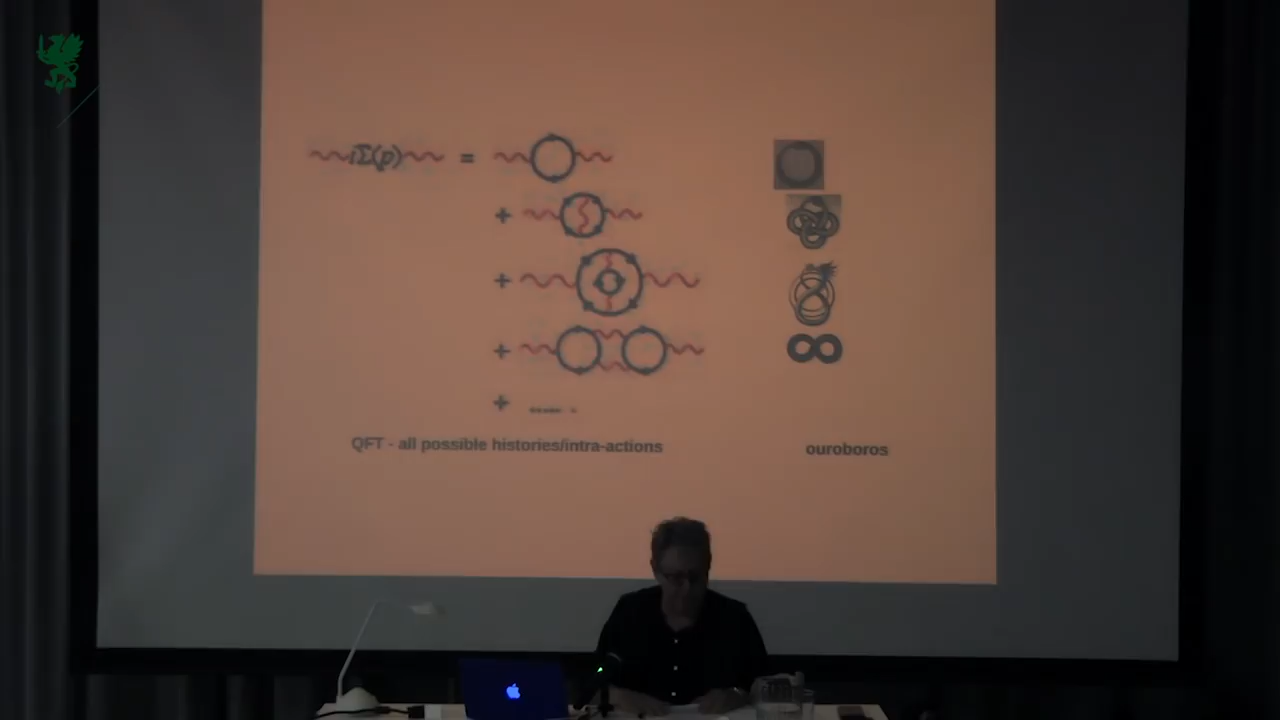 iΣ(p) =
+
+
+
+ ...... .
QFT - all possible histories/intra-actions
ouroboros